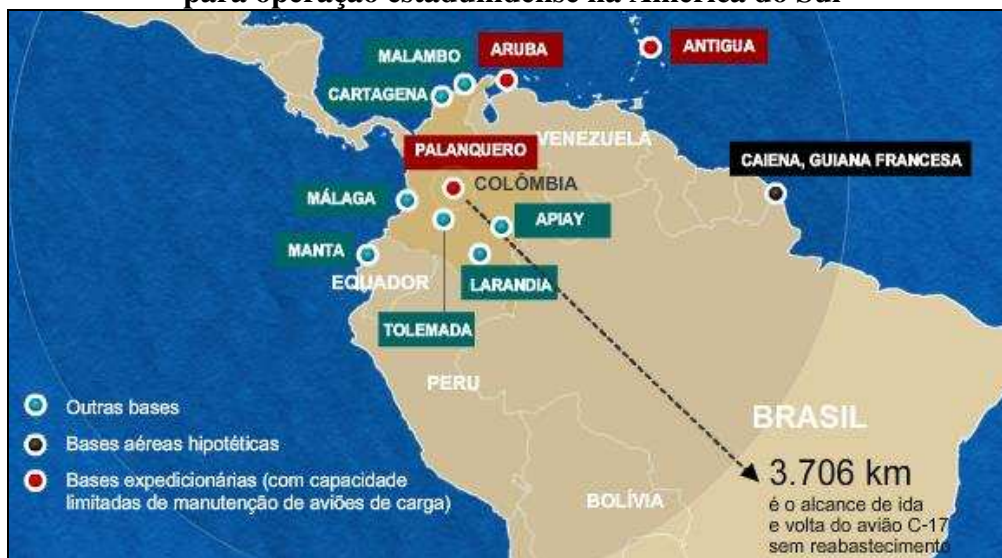 para operação estadunidense na América do Sul
MALAMBO
ARUBA
ANTIGUA
CARTAGENA
VENEZUELA
PALANQUERO
CAIENA, GUIANA FRANCESA
COLÔMBIA
MÁLAGA
APIAY
MANTA
EQUADOR
LARANDIA
TOLEMADA
PERU
BRASIL
Outras bases
Bases aéreas hipotéticas
Bases expedicionárias (com capacidade
limitadas de manutenção de aviões de carga)
BOLÍVIA
3.706 km
é o alcance de ida
e volta do avião C-17
sem reabastecimento